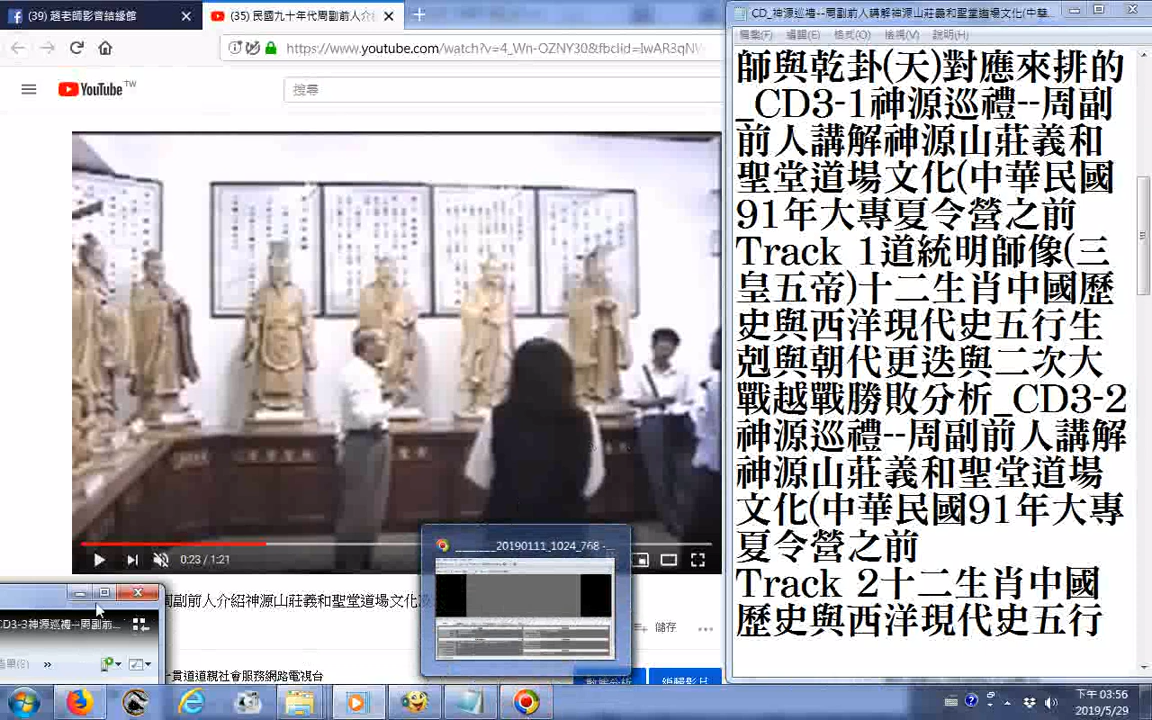 (39) 趙老師影音結緣館
(35) 民國九十年代周副前人介紹
https://www.youtube.com/watch?v=4_Wn-OZNY30&fbclid=IwAR3qNW
YouTube TW
搜尋
0:23 / 1:21
周副前人介紹神源山莊義和聖堂道場文化
儲存
一貫道道親社會服務網路電視台
數據分析
編輯影片
________20190111_1024_768 -...
CD3-3神源巡禮--周副前...
CD_神源巡禮--周副前人講解神源山莊義和聖堂道場文化(中華...
檔案(F) 編輯(E) 格式(O) 檢視(V) 說明(H)
師與乾卦(天)對應來排的
_CD3-1神源巡禮--周副
前人講解神源山莊義和
聖堂道場文化(中華民國
91年大專夏令營之前
Track 1道統明師像(三
皇五帝)十二生肖中國歷
史與西洋現代史五行生
剋與朝代更迭與二次大
戰越戰勝敗分析_CD3-2
神源巡禮--周副前人講解
神源山莊義和聖堂道場
文化(中華民國91年大專
夏令營之前
Track 2十二生肖中國
歷史與西洋現代史五行
下午 03:56
2019/5/29